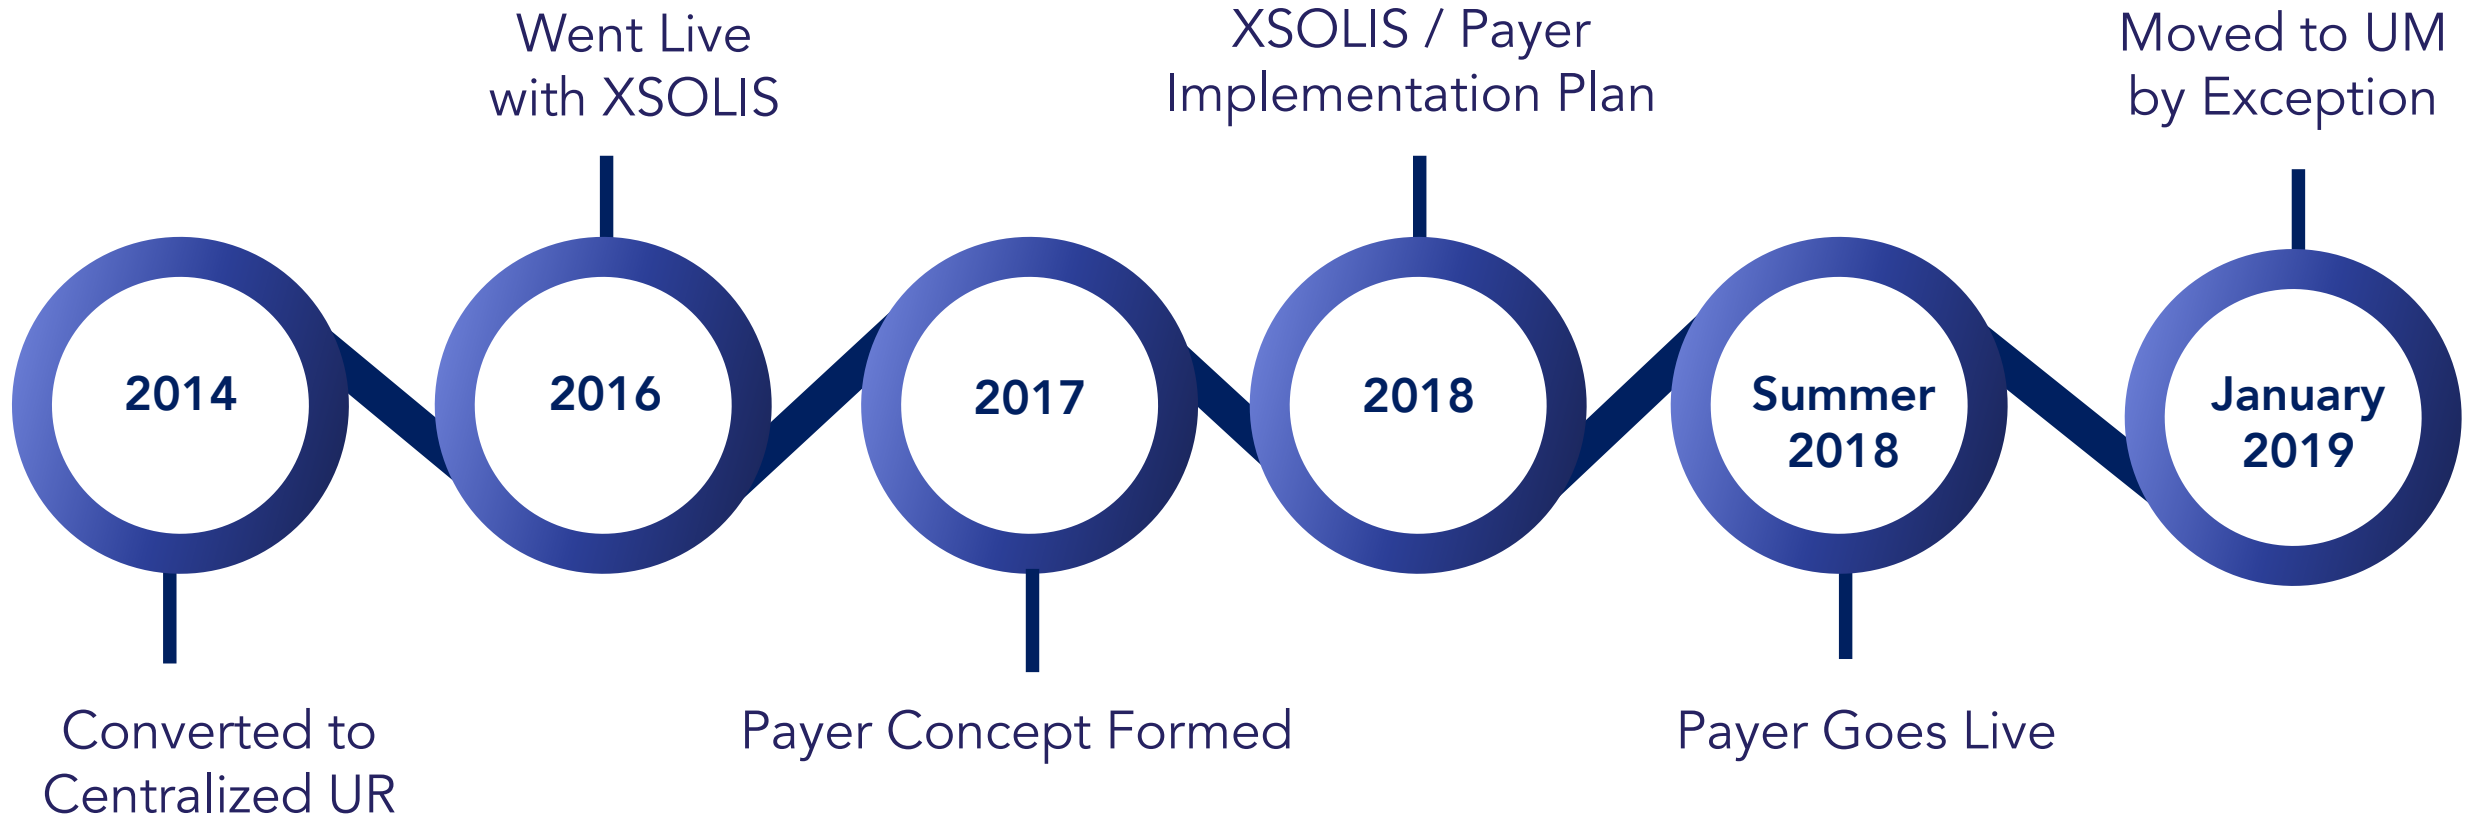 Went Live
with XSOLIS
XSOLIS / Payer
Implementation Plan
Moved to UM
by Exception
2014
2016
2017
2018
Summer
2018
January
2019
Converted to
Centralized UR
Payer Concept Formed
Payer Goes Live